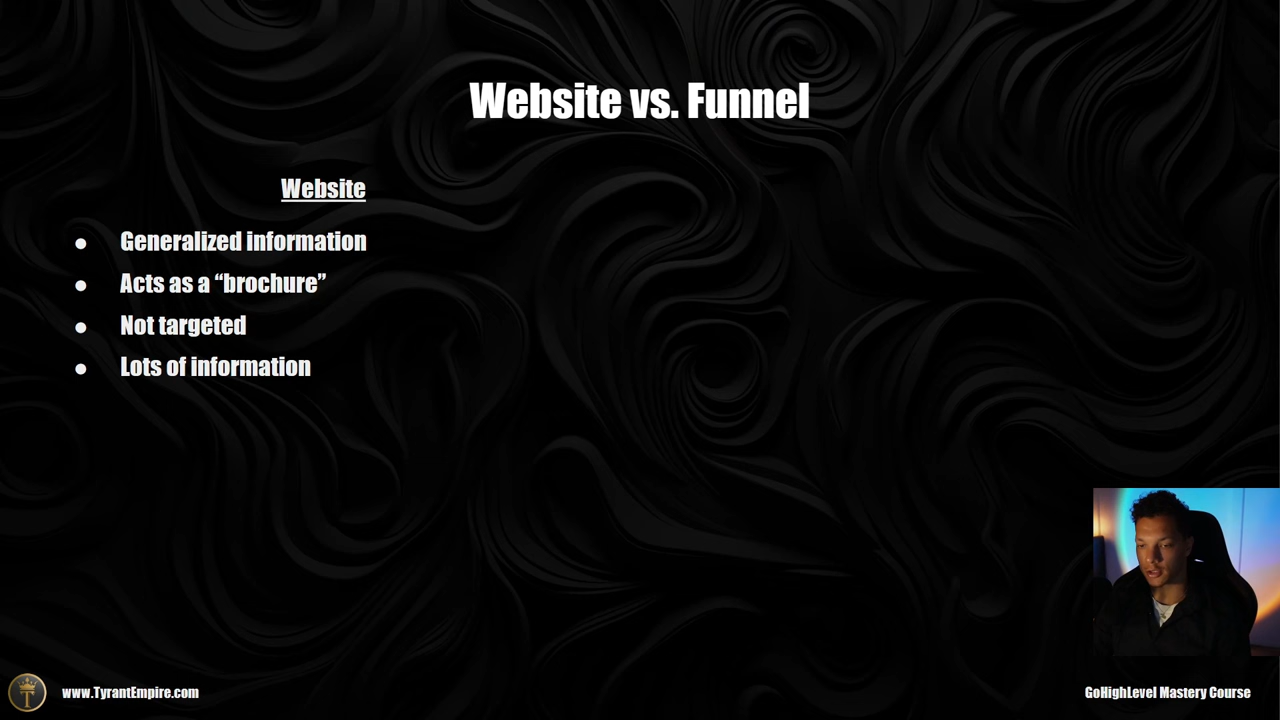 Website vs. Funnel
Website
● Generalized information
● Acts as a “brochure”
● Not targeted
● Lots of information
T
www.TyrantEmpire.com
GoHighLevel Mastery Course